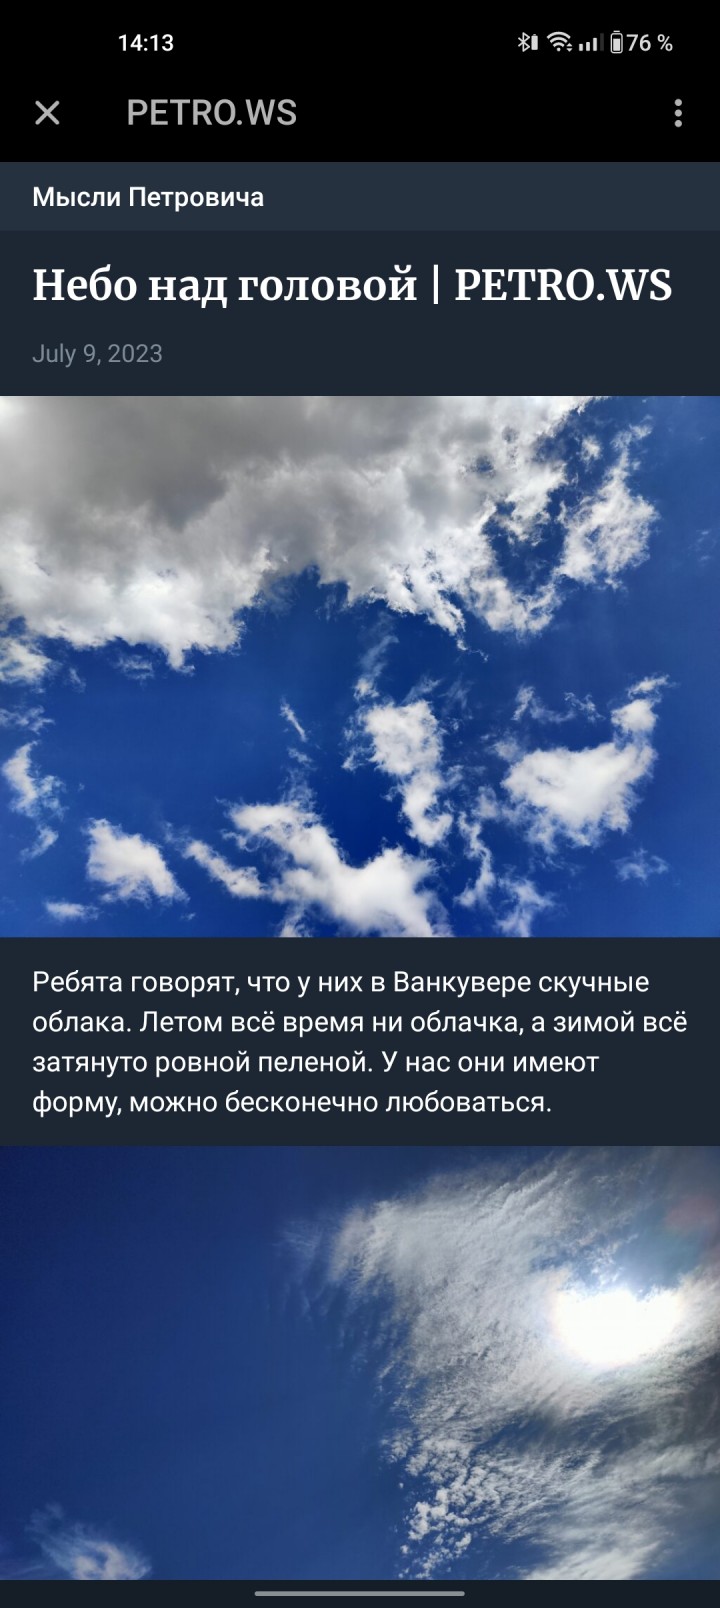 14:13
76 %
PETRO.WS
Мысли Петровича
Небо над головой | PETRO.WS
July 9, 2023
Ребята говорят, что у них в Ванкувере скучные
облака. Летом всё время ни облачка, а зимой всё
затянуто ровной пеленой. У нас они имеют
форму, можно бесконечно любоваться.